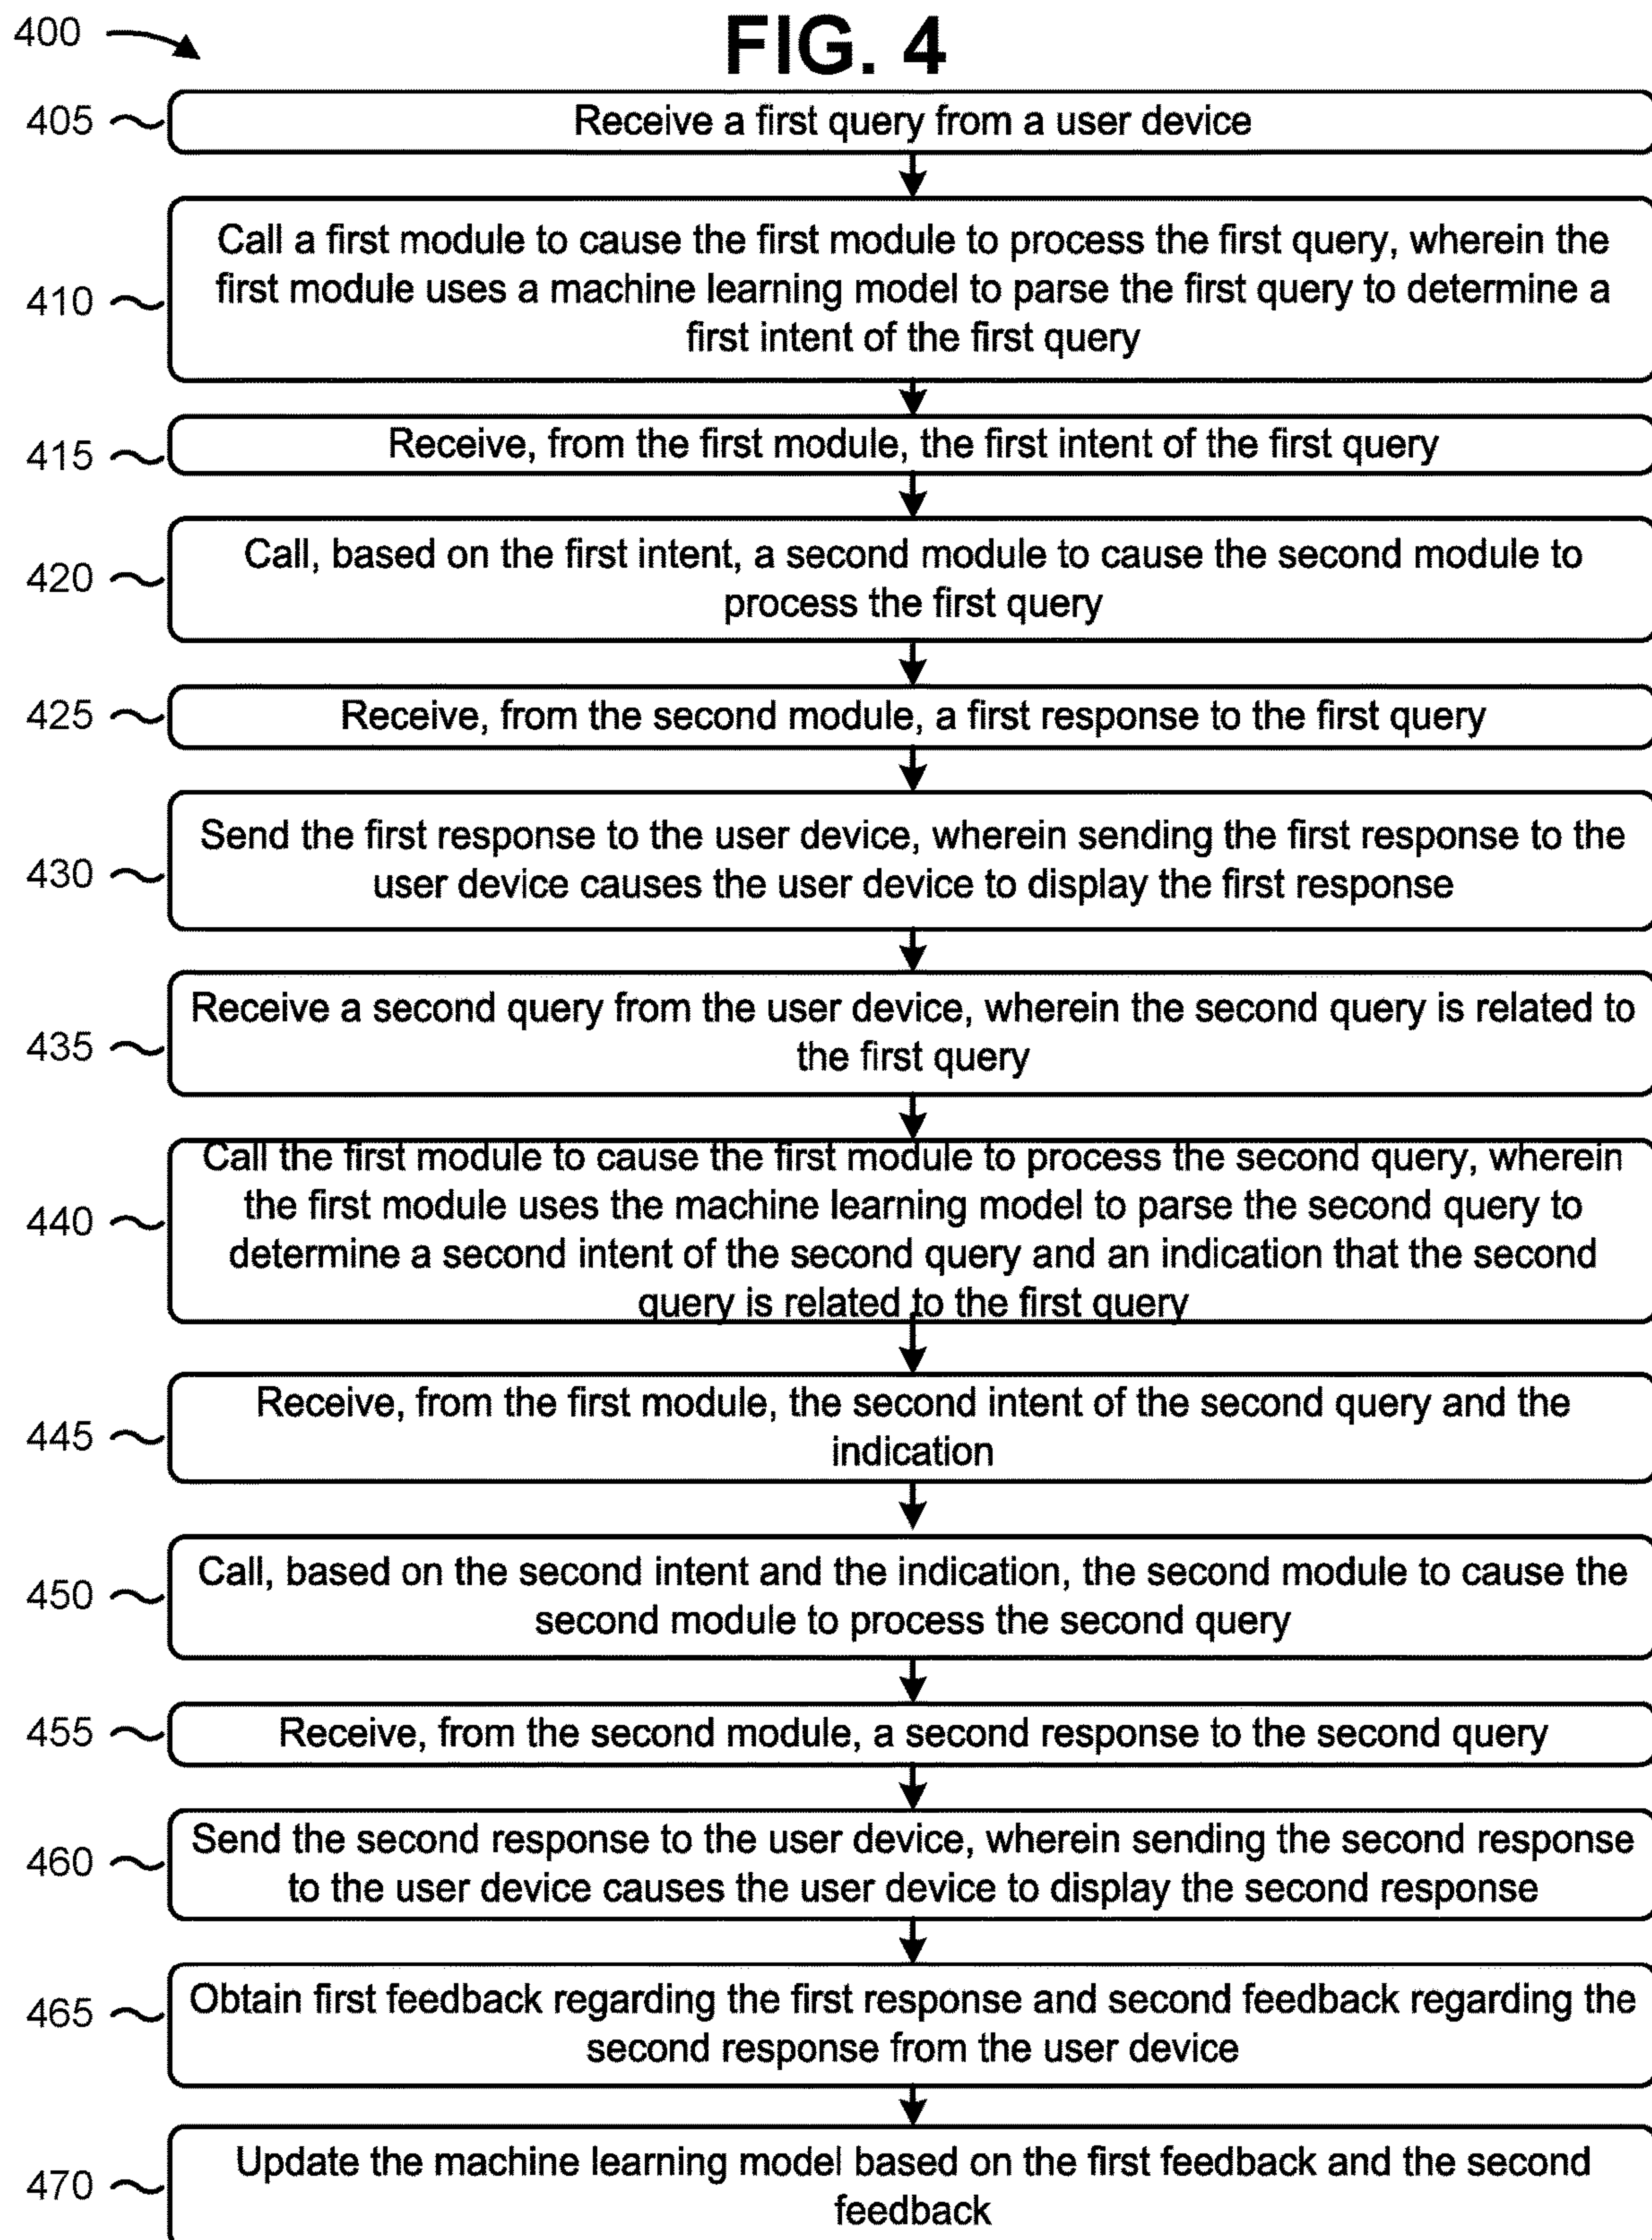 400
FIG. 4
405
Receive a first query from a user device
410
Call a first module to cause the first module to process the first query, wherein the
first module uses a machine learning model to parse the first query to determine a
first intent of the first query
415
Receive, from the first module, the first intent of the first query
420
Call, based on the first intent, a second module to cause the second module to
process the first query
425
Receive, from the second module, a first response to the first query
430
Send the first response to the user device, wherein sending the first response to the
user device causes the user device to display the first response
435
Receive a second query from the user device, wherein the second query is related to
the first query
440
Call the first module to cause the first module to process the second query, wherein
the first module uses the machine learning model to parse the second query to
determine a second intent of the second query and an indication that the second
query is related to the first query
445
Receive, from the first module, the second intent of the second query and the
indication
450
Call, based on the second intent and the indication, the second module to cause the
second module to process the second query
455
Receive, from the second module, a second response to the second query
460
Send the second response to the user device, wherein sending the second response
to the user device causes the user device to display the second response
465
Obtain first feedback regarding the first response and second feedback regarding the
second response from the user device
470
Update the machine learning model based on the first feedback and the second
feedback